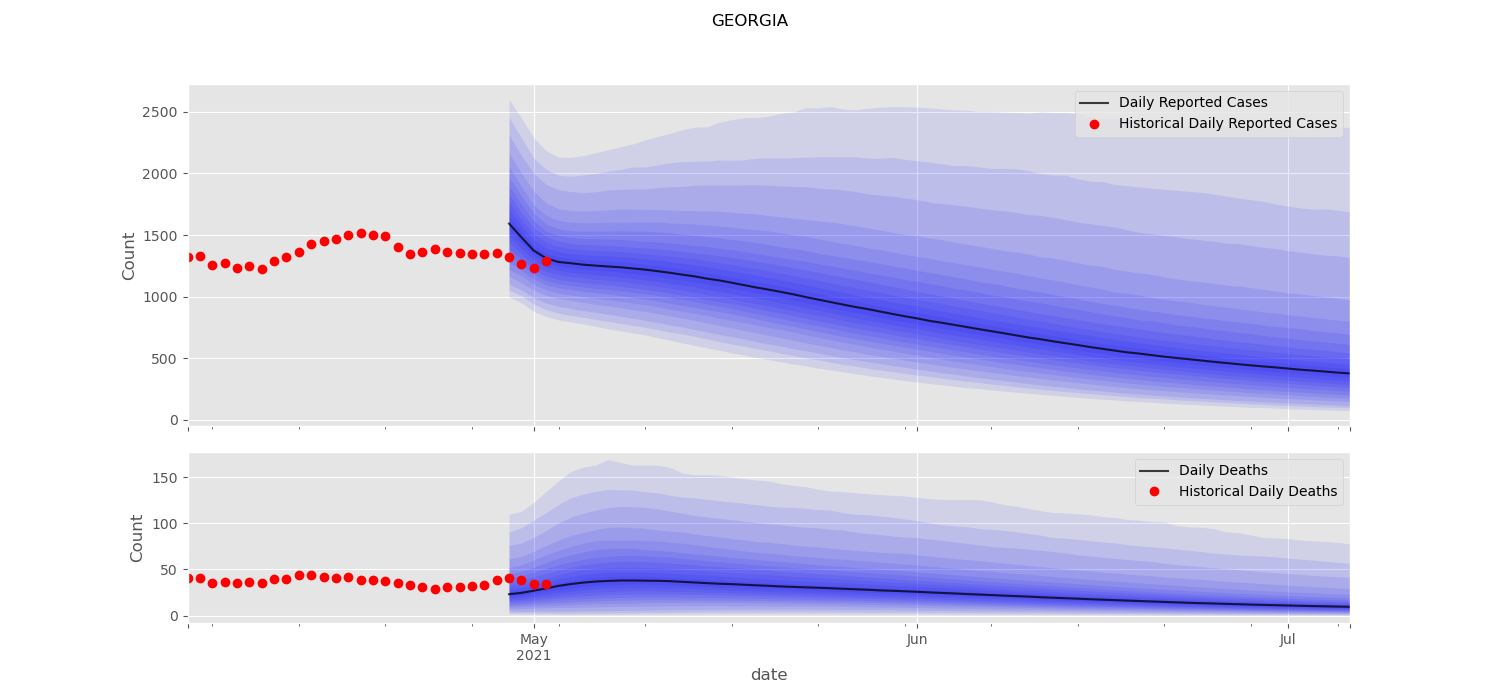 GEORGIA
Daily Reported Cases
Historical Daily Reported Cases
2500
2000
1500
1000
500
0
Count
Daily Deaths
Historical Daily Deaths
150
100
50
0
Count
May
2021
Jun
Jul
date